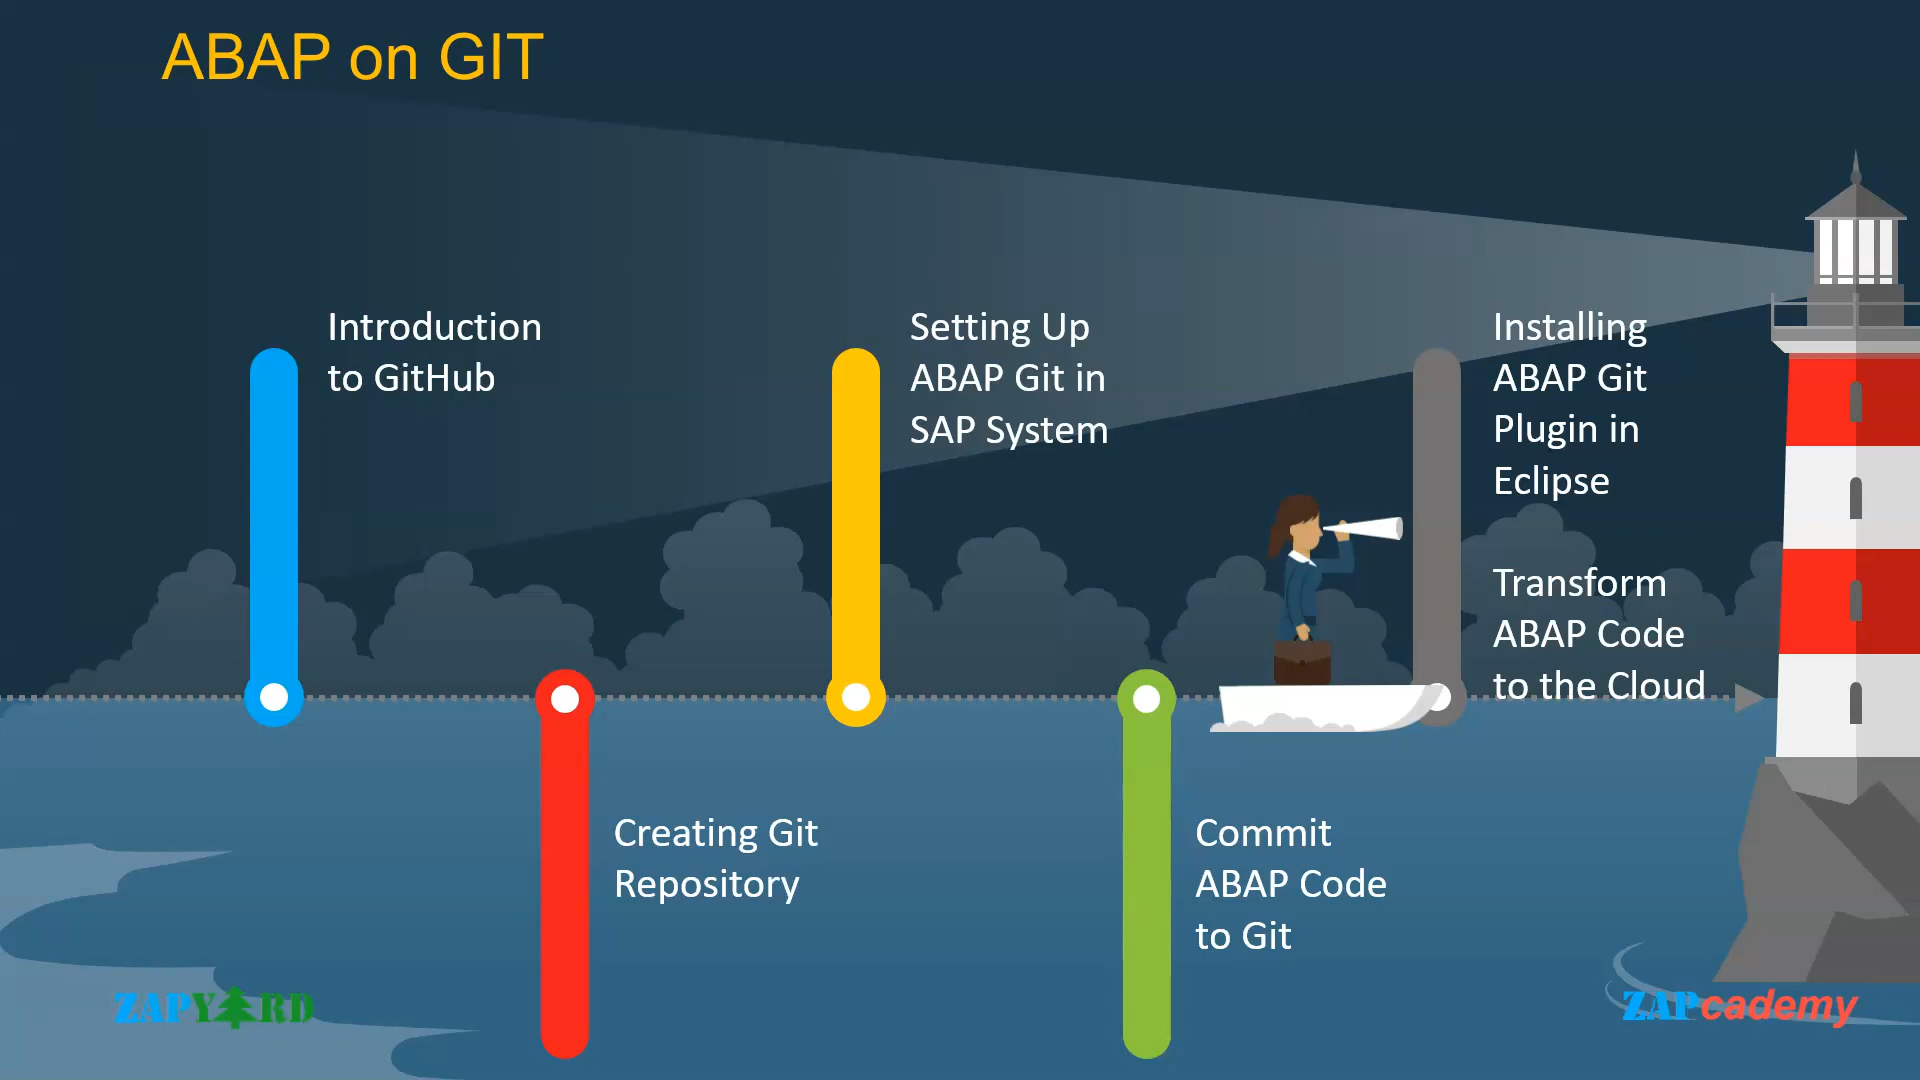 ABAP on GIT
Introduction
to GitHub
Setting Up
ABAP Git in
SAP System
Installing
ABAP Git
Plugin in
Eclipse
Transform
ABAP Code
to the Cloud
Creating Git
Repository
Commit
ABAP Code
to Git
ZAPYARD
ZAPcademy